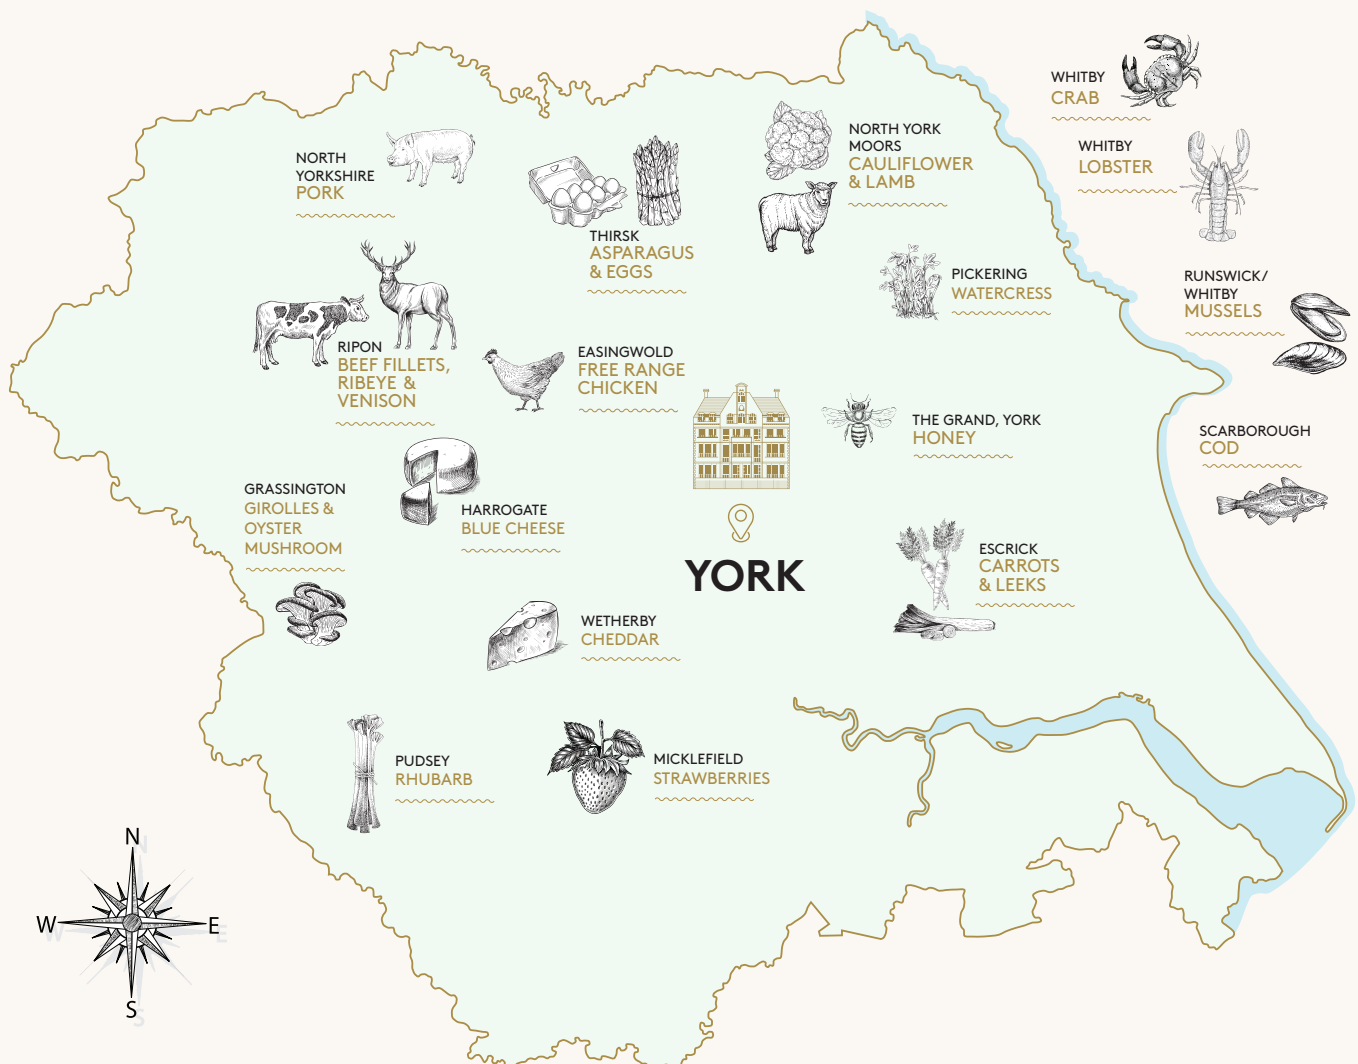 WHITBY
CRAB
WHITBY
LOBSTER
NORTH YORK
MOORS
CAULIFLOWER
& LAMB
NORTH
YORKSHIRE
PORK
THIRSK
ASPARAGUS
& EGGS
PICKERING
WATERCRESS
RUNSWICK/
WHITBY
MUSSELS
RIPON
BEEF FILLETS,
RIBEYE &
VENISON
EASINGWOLD
FREE RANGE
CHICKEN
THE GRAND, YORK
HONEY
SCARBOROUGH
COD
GRASSINGTON
GIROLLES &
OYSTER
MUSHROOM
HARROGATE
BLUE CHEESE
YORK
ESCRICK
CARROTS
& LEEKS
WETHERBY
CHEDDAR
PUDSEY
RHUBARB
MICKLEFIELD
STRAWBERRIES
N
W
E
S